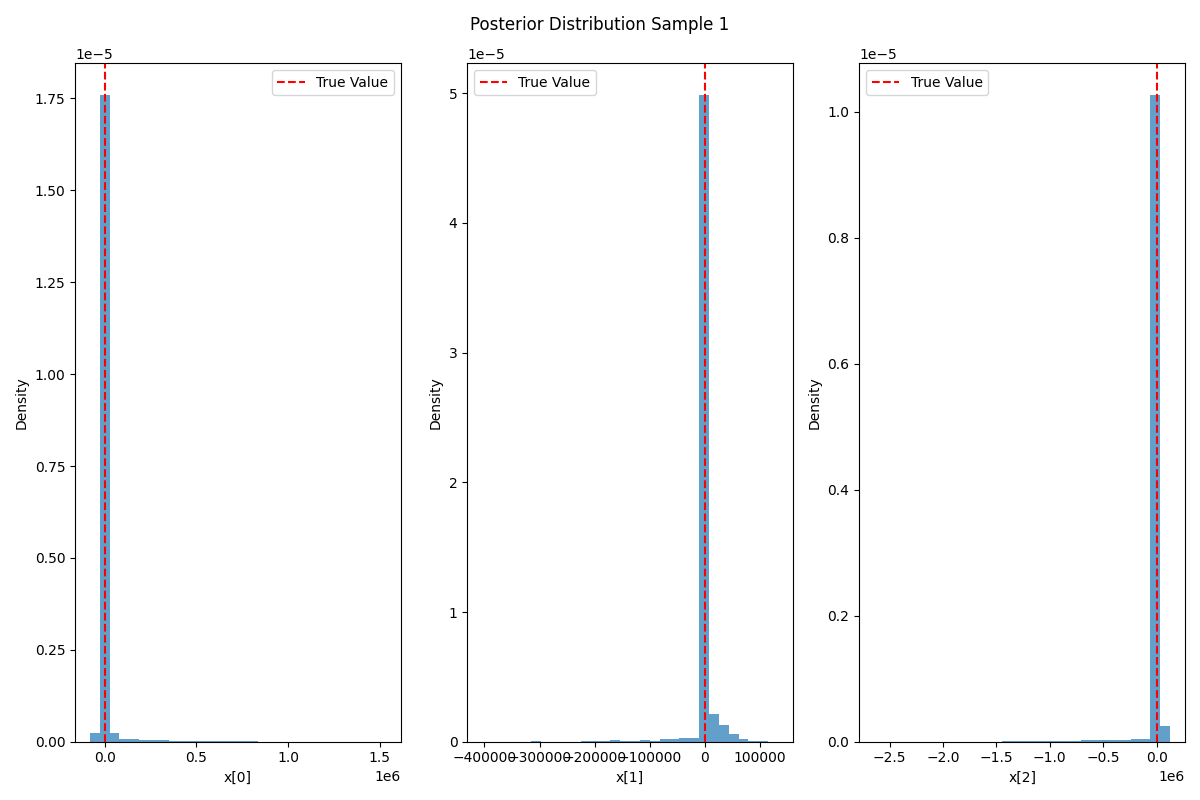 Posterior Distribution Sample 1
1e−5
True Value
Density
1.75
1.50
1.25
1.00
0.75
0.50
0.25
0.00
0.0 0.5 1.0 1.5
1e6
x[0]
1e−5
True Value
Density
5
4
3
2
1
0
−400000 −300000 −200000 −100000 0 100000
x[1]
1e−5
True Value
Density
1.0
0.8
0.6
0.4
0.2
0.0
−2.5 −2.0 −1.5 −1.0 −0.5 0.0
1e6
x[2]